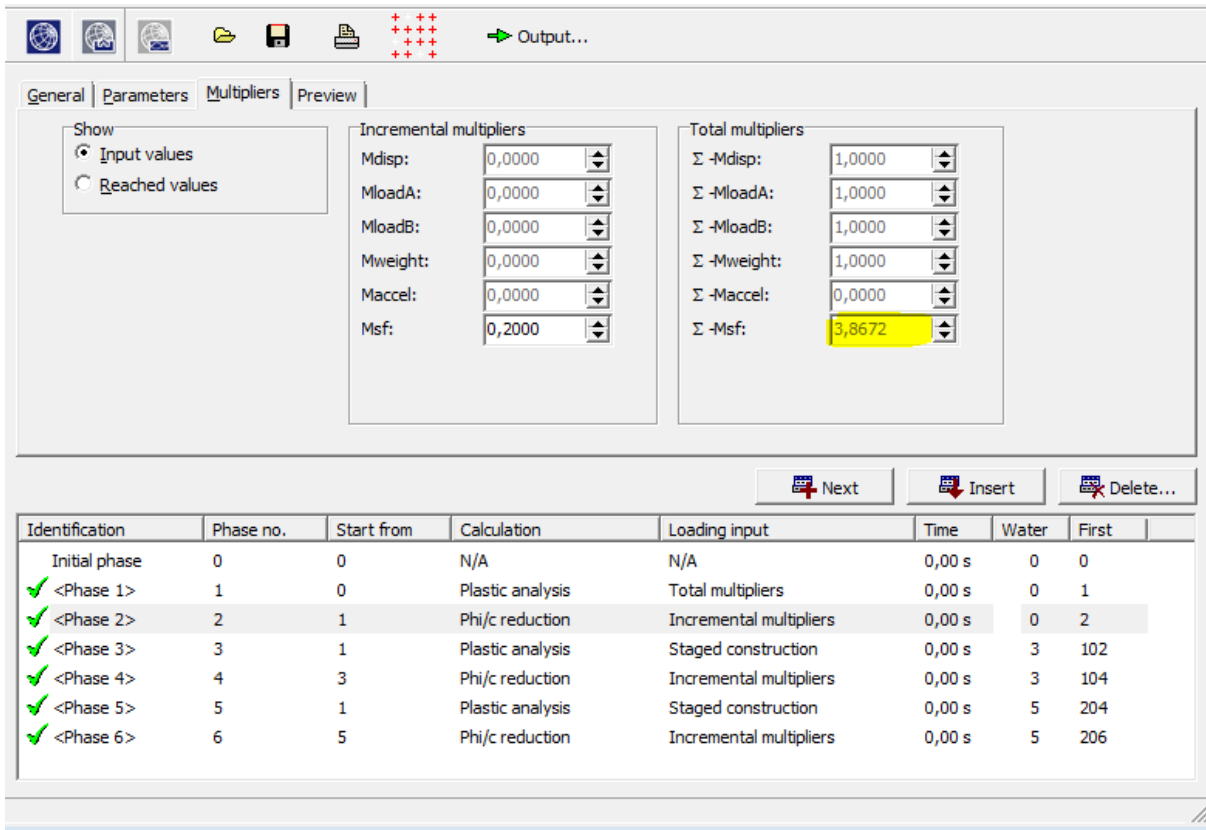 Output...
General Parameters Multipliers Preview
Show
Input values
Reached values
Incremental multipliers
Mdisp: 0,0000
MloadA: 0,0000
MloadB: 0,0000
Mweight: 0,0000
Maccel: 0,0000
Msf: 0,2000
Total multipliers
Σ -Mdisp: 1,0000
Σ -MloadA: 1,0000
Σ -MloadB: 1,0000
Σ -Mweight: 1,0000
Σ -Maccel: 0,0000
Σ -Msf: 3,8672
Next Insert Delete...
Identification Phase no. Start from Calculation Loading input Time Water First
Initial phase 0 0 N/A N/A 0,00 s 0 0
<Phase 1> 1 0 Plastic analysis Total multipliers 0,00 s 0 1
<Phase 2> 2 1 Phi/c reduction Incremental multipliers 0,00 s 0 2
<Phase 3> 3 1 Plastic analysis Staged construction 0,00 s 3 102
<Phase 4> 4 3 Phi/c reduction Incremental multipliers 0,00 s 3 104
<Phase 5> 5 1 Plastic analysis Staged construction 0,00 s 5 204
<Phase 6> 6 5 Phi/c reduction Incremental multipliers 0,00 s 5 206